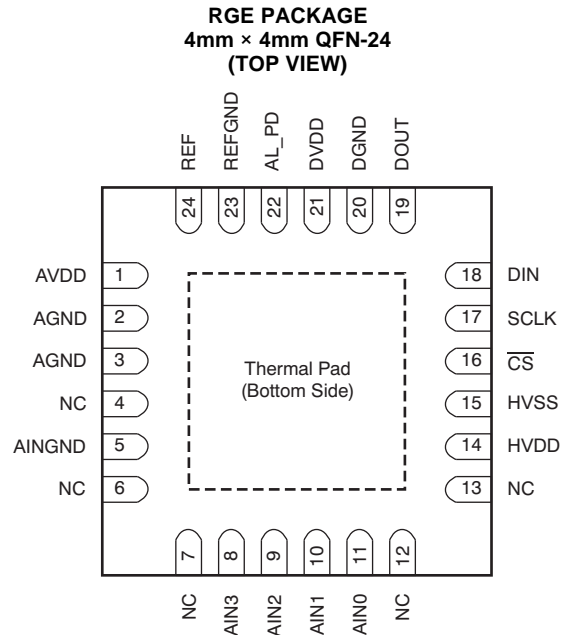 RGE PACKAGE
4mm × 4mm QFN-24
(TOP VIEW)
REF
REFGND
AL_PD
DVDD
DGND
DOUT
24
23
22
21
20
19
AVDD 1
18 DIN
AGND 2
17 SCLK
AGND 3
16 CS
NC 4
15 HVSS
AINGND 5
14 HVDD
NC 6
13 NC
Thermal Pad
(Bottom Side)
7
8
9
10
11
12
NC
AIN3
AIN2
AIN1
AIN0
NC